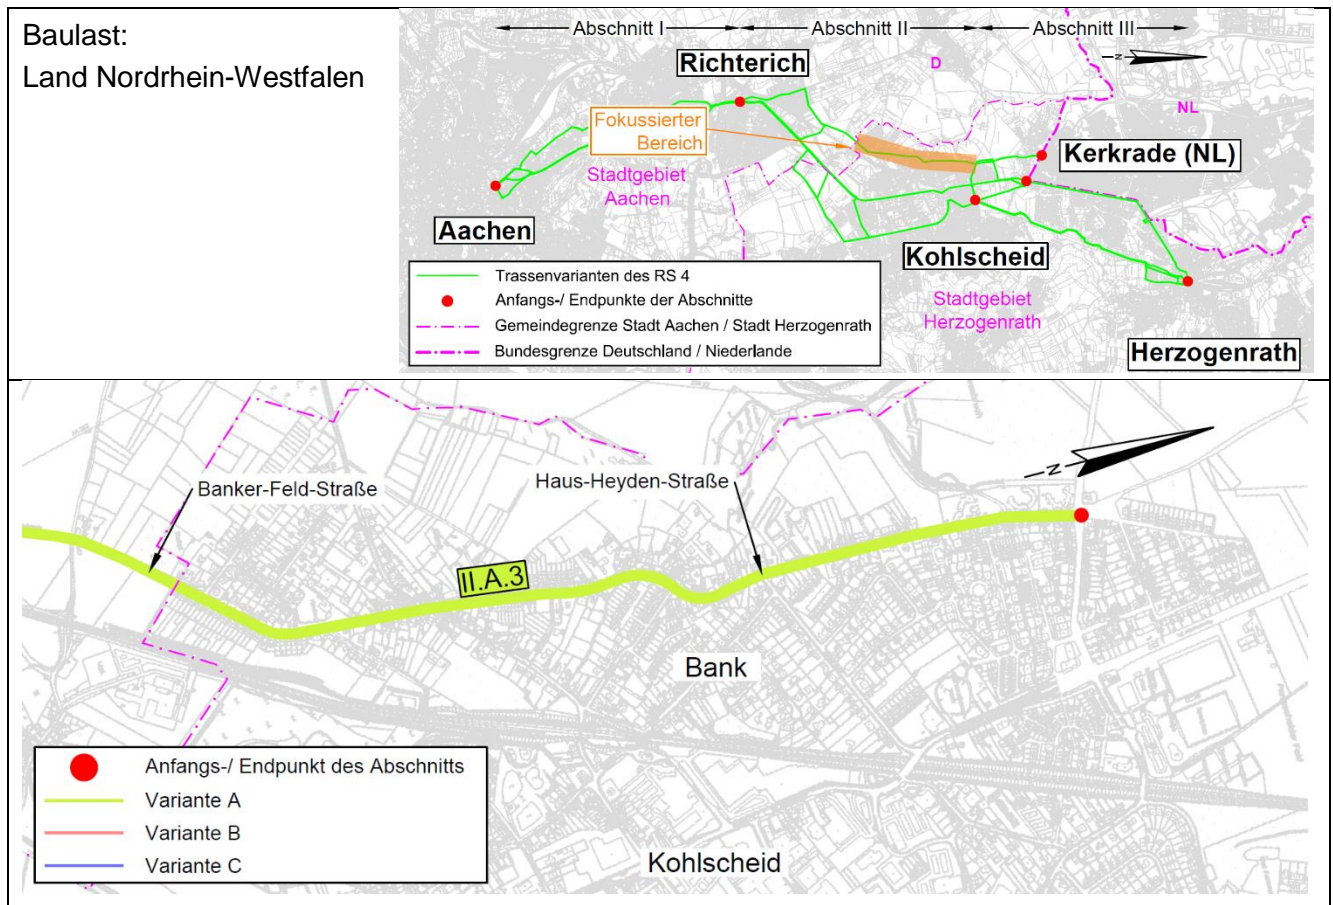 Baulast:
Land Nordrhein-Westfalen
Abschnitt I
Abschnitt II
Abschnitt III
Richterich
D
N
NL
Fokussierter
Bereich
Kerkrade (NL)
Stadtgebiet
Aachen
Aachen
Kohlscheid
Trassenvarianten des RS 4
Anfangs-/ Endpunkte der Abschnitte
Gemeindegrenze Stadt Aachen / Stadt Herzogenrath
Bundesgrenze Deutschland / Niederlande
Stadtgebiet
Herzogenrath
Herzogenrath
Banker-Feld-Straße
Haus-Heyden-Straße
N
II.A.3
Bank
Anfangs-/ Endpunkt des Abschnitts
Variante A
Variante B
Variante C
Kohlscheid